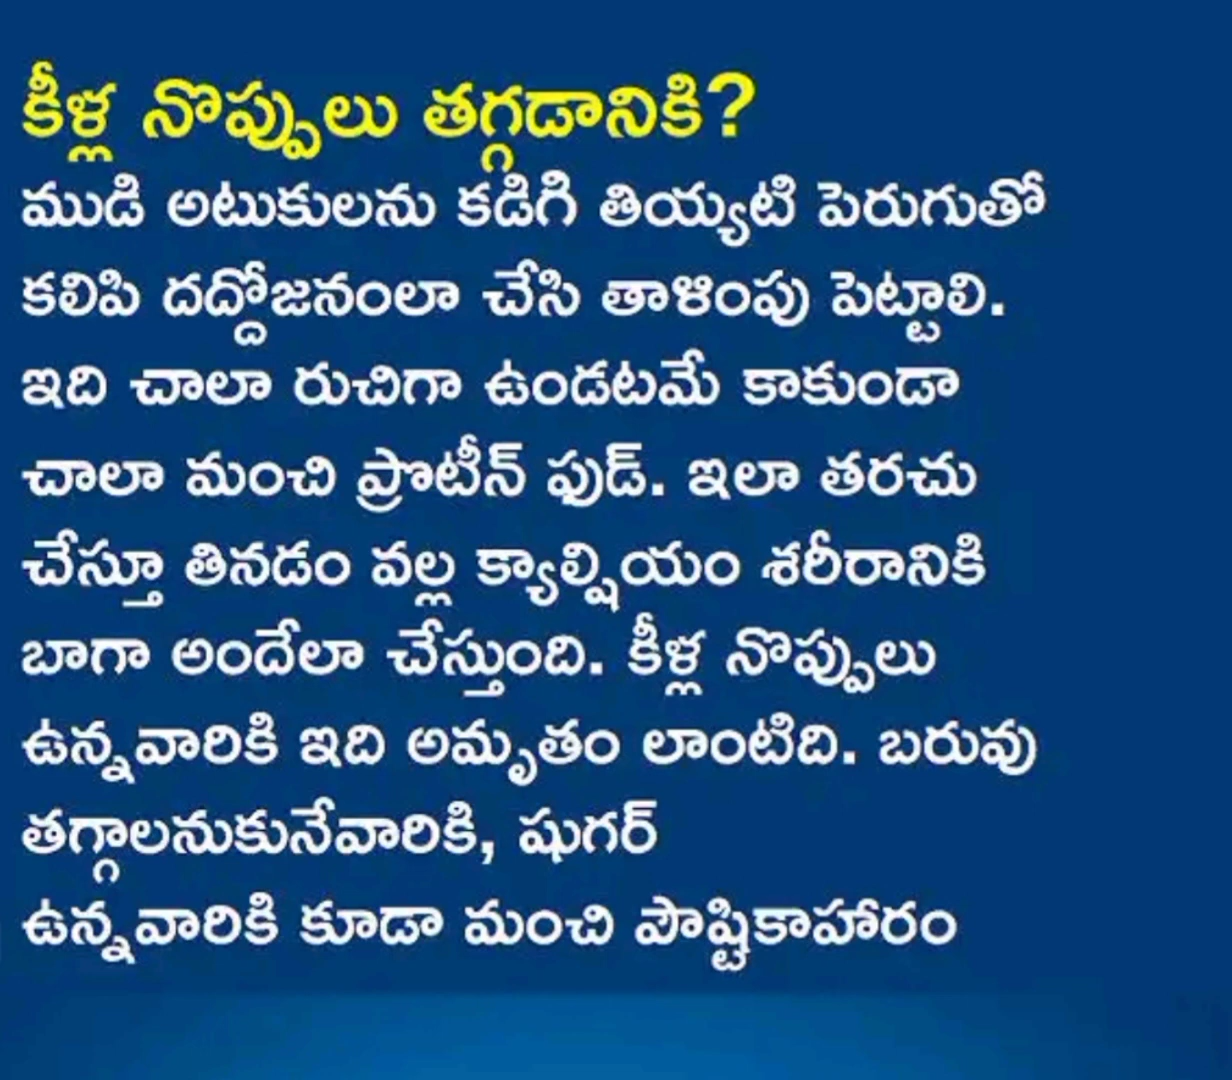 కీళ్ల నొప్పులు తగ్గడానికి?
ముడి అటుకులను కడిగి తియ్యటి పెరుగుతో
కలిపి దద్దోజనంలా చేసి తాళింపు పెట్టాలి.
ఇది చాలా రుచిగా ఉండటమే కాకుండా
చాలా మంచి ప్రొటీన్ ఫుడ్. ఇలా తరచు
చేస్తూ తినడం వల్ల క్యాల్షియం శరీరానికి
బాగా అందేలా చేస్తుంది. కీళ్ల నొప్పులు
ఉన్నవారికి ఇది అమృతం లాంటిది. బరువు
తగ్గాలనుకునేవారికి, షుగర్
ఉన్నవారికి కూడా మంచి పౌష్టికాహారం